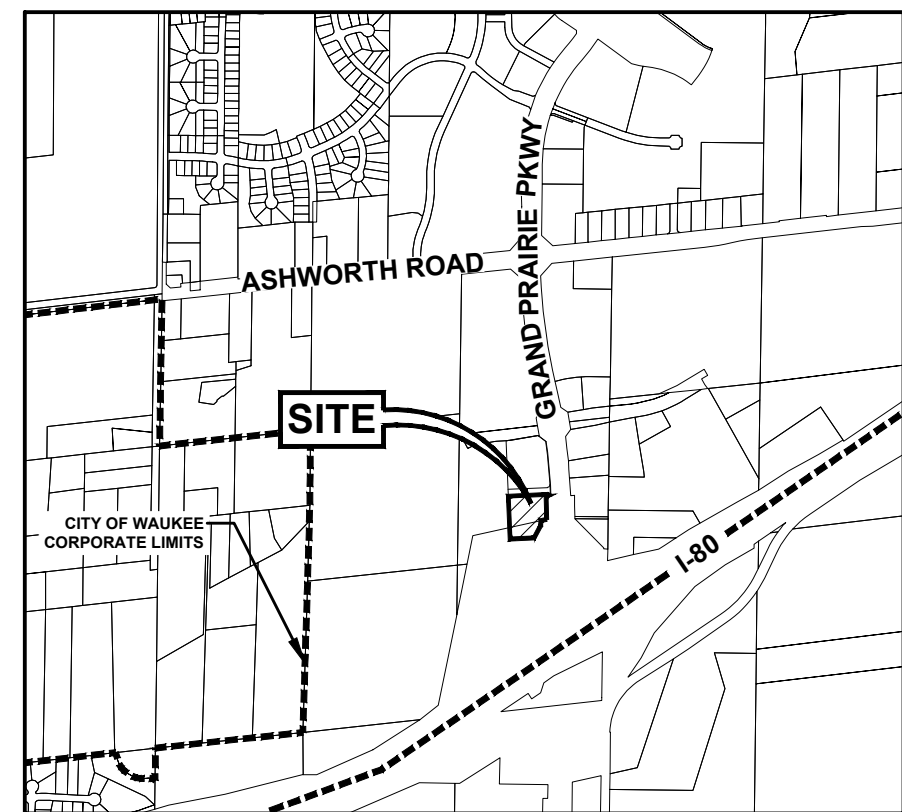 GRAND PRAIRIE PKWY
ASHWORTH ROAD
SITE
CITY OF WAUKEE
CORPORATE LIMITS
I-80